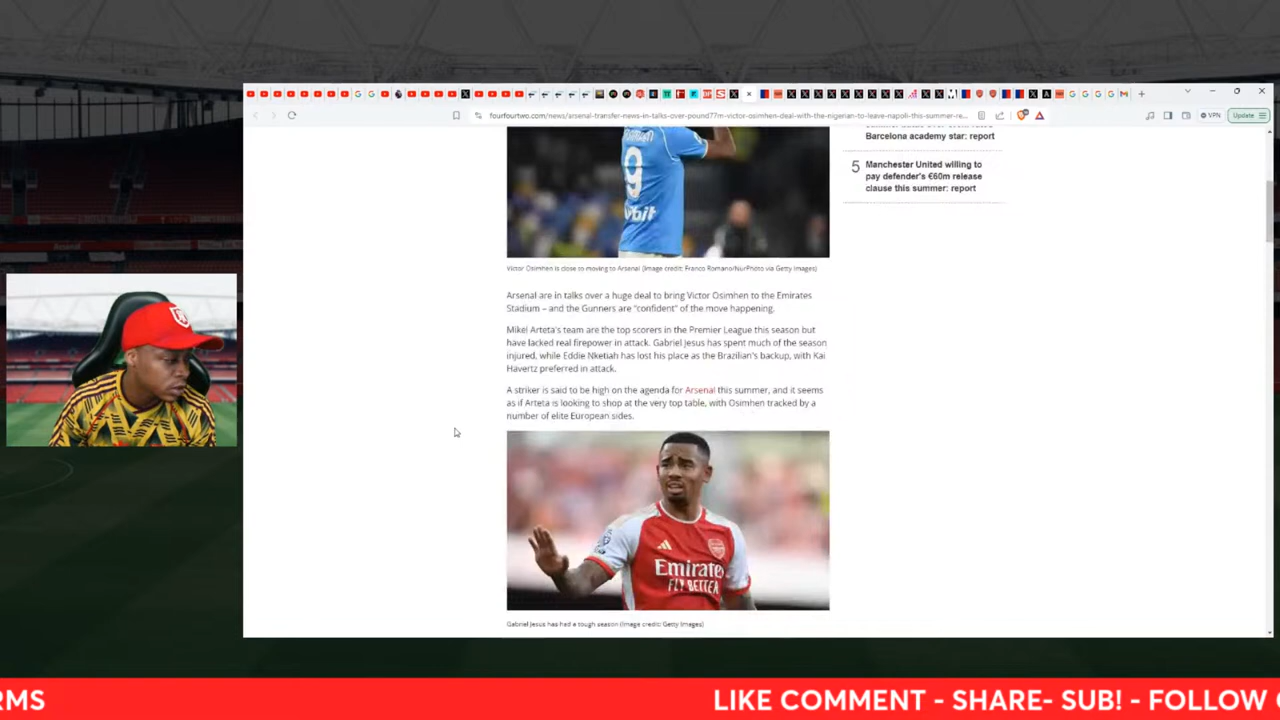 fourfourtwo.com/news/arsenal-transfer-news-in-talks-over-pound77m-victor-osimhen-deal-with-the-nigerian-to-leave-napoli-this-summer-re...
VPN
Update
Barcelona academy star: report
5
Manchester United willing to
pay defender's €60m release
clause this summer: report
9
Victor Osimhen is close to moving to Arsenal (Image credit: Franco Romano/NurPhoto via Getty Images)
Arsenal are in talks over a huge deal to bring Victor Osimhen to the Emirates
Stadium – and the Gunners are "confident" of the move happening.
Mikel Arteta's team are the top scorers in the Premier League this season but
have lacked real firepower in attack. Gabriel Jesus has spent much of the season
injured, while Eddie Nketiah has lost his place as the Brazilian's backup, with Kai
Havertz preferred in attack.
A striker is said to be high on the agenda for Arsenal this summer, and it seems
as if Arteta is looking to shop at the very top table, with Osimhen tracked by a
number of elite European sides.
Emirates
FLY BETTER
Gabriel Jesus has had a tough season (Image credit: Getty Images)
RMS
LIKE COMMENT - SHARE- SUB! - FOLLOW